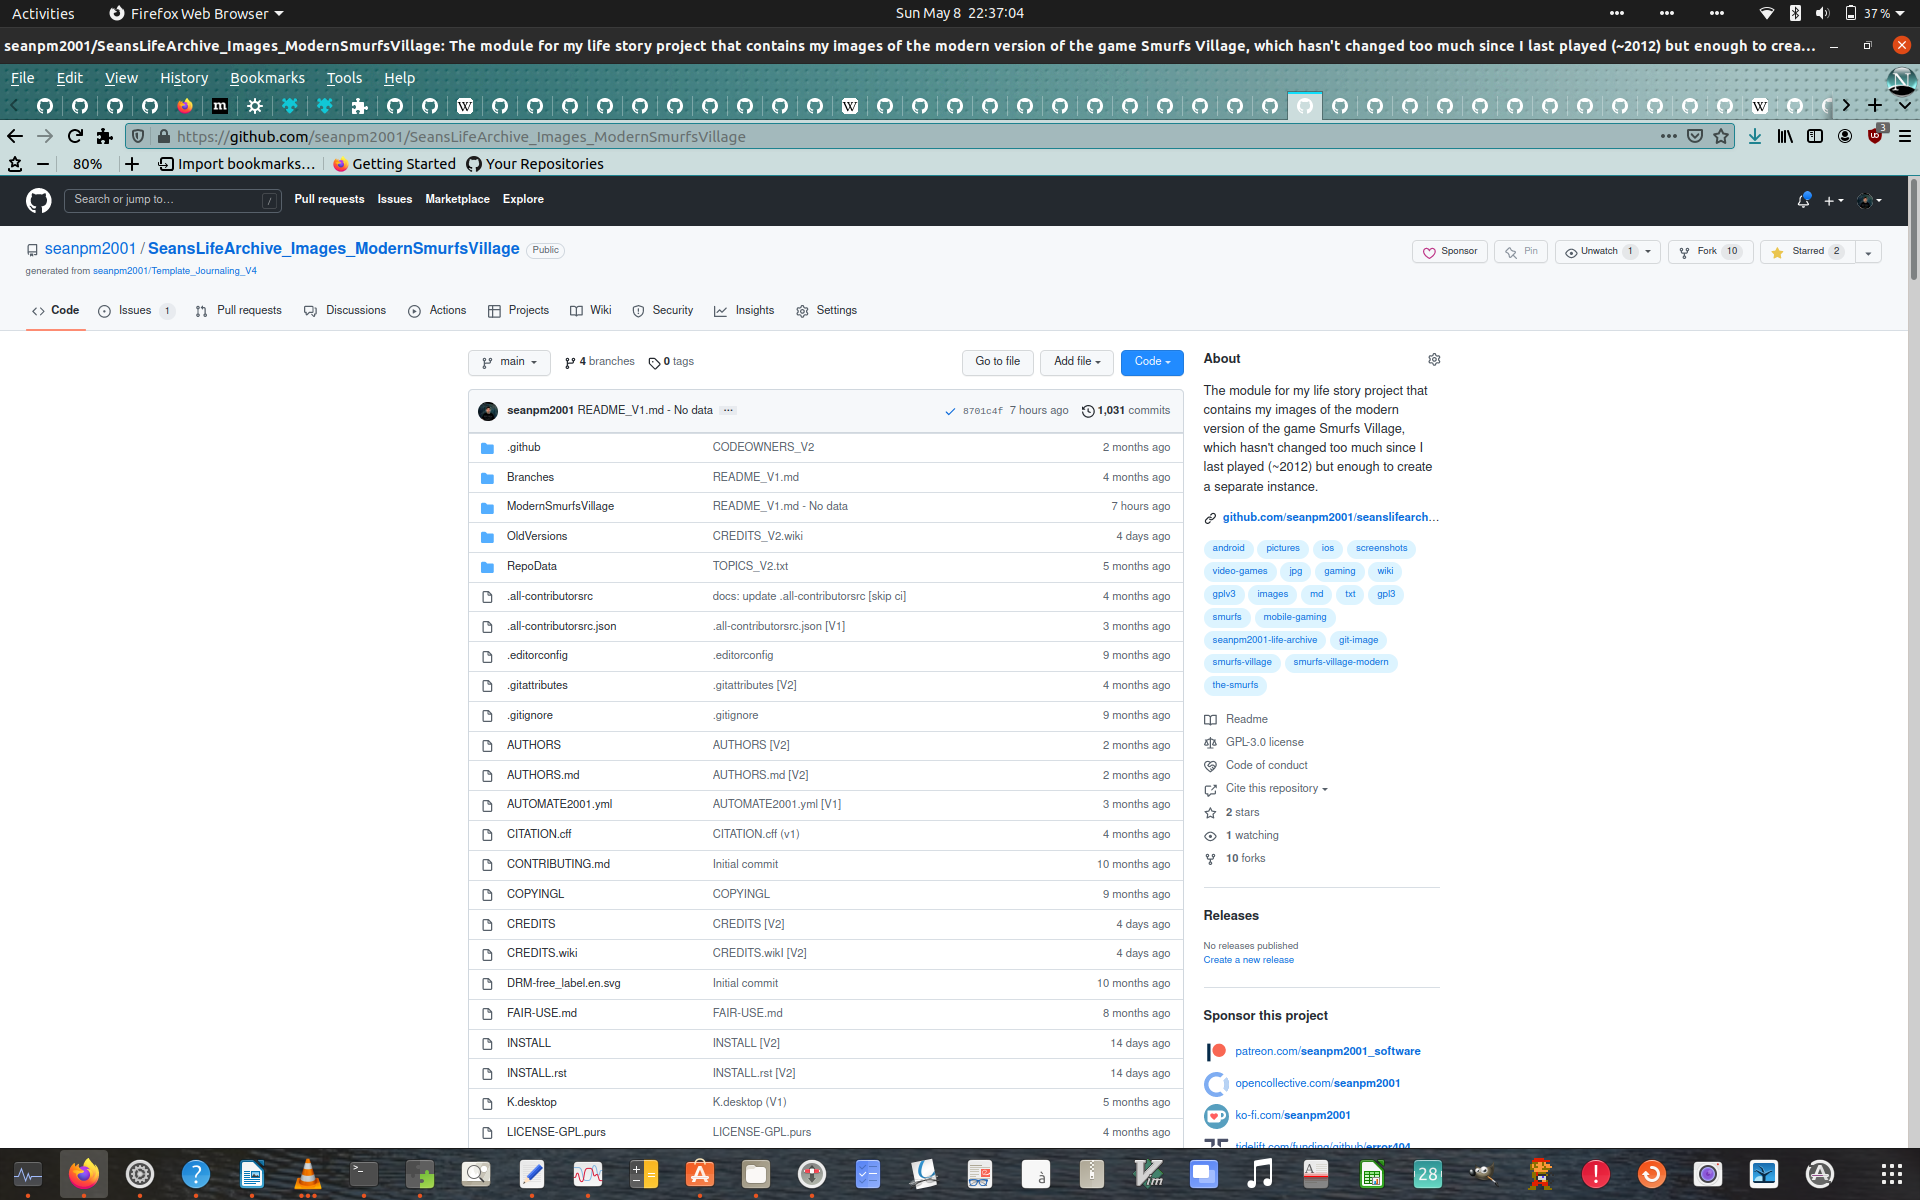 Activities
Firefox Web Browser
Sun May 8 22:37:04
37 %
seanpm2001/SeansLifeArchive_Images_ModernSmurfsVillage: The module for my life story project that contains my images of the modern version of the game Smurfs Village, which hasn't changed too much since I last played (~2012) but enough to crea...
File Edit View History Bookmarks Tools Help
https://github.com/seanpm2001/SeansLifeArchive_Images_ModernSmurfsVillage
3
80%
Import bookmarks...
Getting Started
Your Repositories
Search or jump to...
/
Pull requests
Issues
Marketplace
Explore
seanpm2001 / SeansLifeArchive_Images_ModernSmurfsVillage Public
generated from seanpm2001/Template_Journaling_V4
Sponsor
Pin
Unwatch 1
Fork 10
Starred 2
Code
Issues 1
Pull requests
Discussions
Actions
Projects
Wiki
Security
Insights
Settings
main
4 branches
0 tags
Go to file
Add file
Code
seanpm2001 README_V1.md - No data ...
8701c4f 7 hours ago 1,031 commits
.github CODEOWNERS_V2 2 months ago
Branches README_V1.md 4 months ago
ModernSmurfsVillage README_V1.md - No data 7 hours ago
OldVersions CREDITS_V2.wiki 4 days ago
RepoData TOPICS_V2.txt 5 months ago
.all-contributorsrc docs: update .all-contributorsrc [skip ci] 4 months ago
.all-contributorsrc.json .all-contributorsrc.json [V1] 3 months ago
.editorconfig .editorconfig 9 months ago
.gitattributes .gitattributes [V2] 4 months ago
.gitignore .gitignore 9 months ago
AUTHORS AUTHORS [V2] 2 months ago
AUTHORS.md AUTHORS.md [V2] 2 months ago
AUTOMATE2001.yml AUTOMATE2001.yml [V1] 3 months ago
CITATION.cff CITATION.cff (v1) 4 months ago
CONTRIBUTING.md Initial commit 10 months ago
COPYINGL COPYINGL 9 months ago
CREDITS CREDITS [V2] 4 days ago
CREDITS.wiki CREDITS.wikI [V2] 4 days ago
DRM-free_label.en.svg Initial commit 10 months ago
FAIR-USE.md FAIR-USE.md 8 months ago
INSTALL INSTALL [V2] 14 days ago
INSTALL.rst INSTALL.rst [V2] 14 days ago
K.desktop K.desktop (V1) 5 months ago
LICENSE-GPL.purs LICENSE-GPL.purs 4 months ago
About
The module for my life story project that
contains my images of the modern
version of the game Smurfs Village,
which hasn't changed too much since I
last played (~2012) but enough to create
a separate instance.
github.com/seanpm2001/seanslifearch...
android pictures ios screenshots
video-games jpg gaming wiki
gplv3 images md txt gpl3
smurfs mobile-gaming
seanpm2001-life-archive git-image
smurfs-village smurfs-village-modern
the-smurfs
Readme
GPL-3.0 license
Code of conduct
Cite this repository
2 stars
1 watching
10 forks
Releases
No releases published
Create a new release
Sponsor this project
patreon.com/seanpm2001_software
opencollective.com/seanpm2001
ko-fi.com/seanpm2001
tidelift.com/funding/github/error404
28